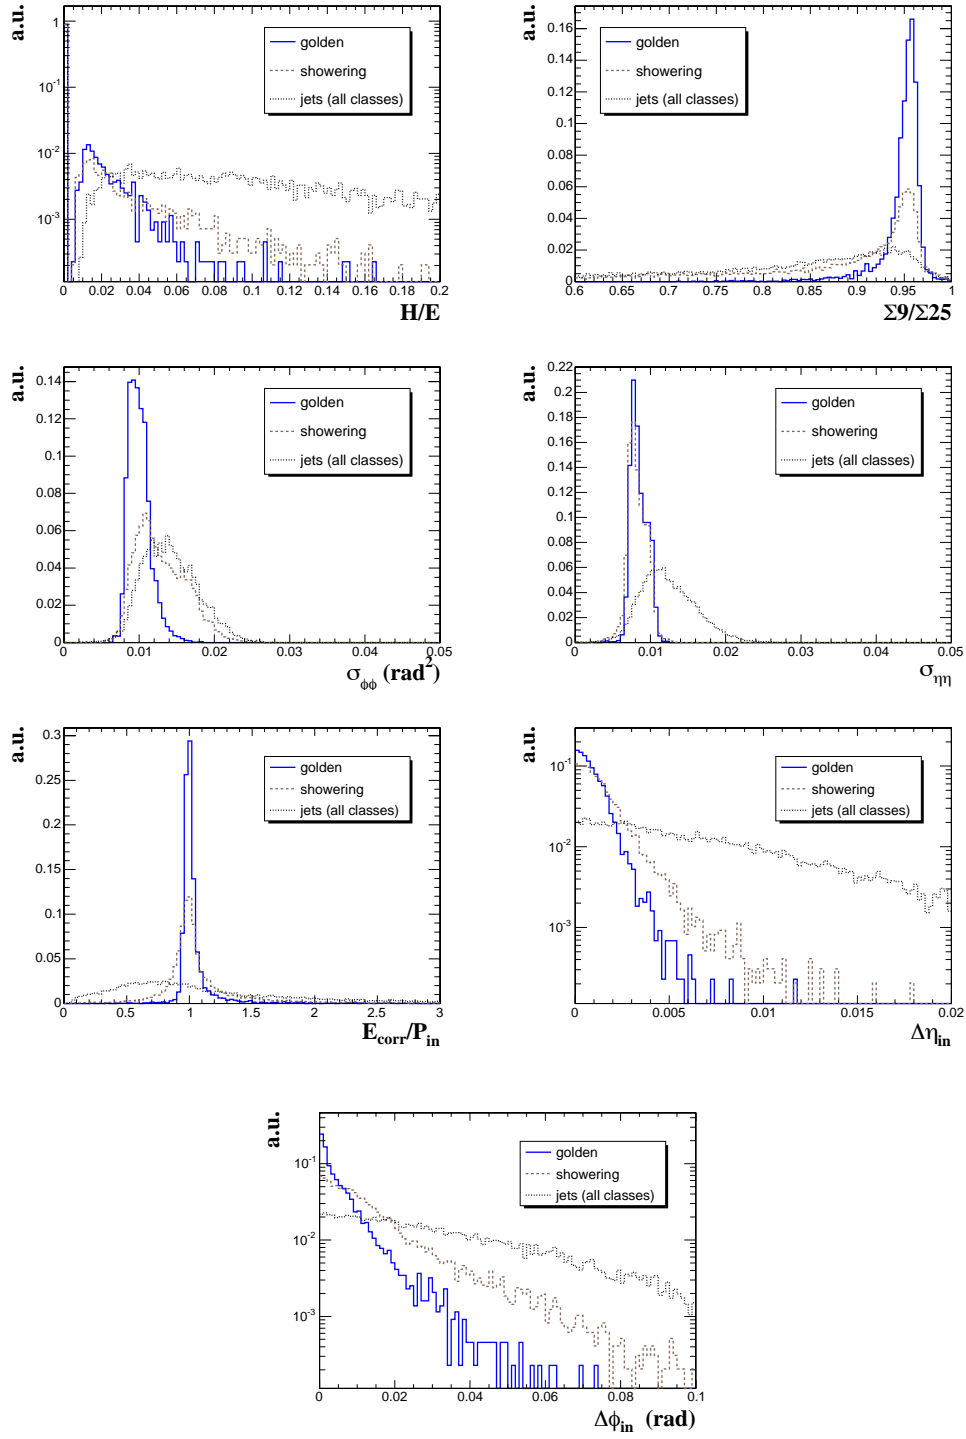 a.u.
1
10⁻¹
10⁻²
10⁻³
golden
showering
jets (all classes)
0 0.02 0.04 0.06 0.08 0.1 0.12 0.14 0.16 0.18 0.2
H/E
a.u.
0.16
0.14
0.12
0.1
0.08
0.06
0.04
0.02
0
golden
showering
jets (all classes)
0.6 0.65 0.7 0.75 0.8 0.85 0.9 0.95 1
Σ9/Σ25
a.u.
0.14
0.12
0.1
0.08
0.06
0.04
0.02
0
golden
showering
jets (all classes)
0 0.01 0.02 0.03 0.04 0.05
σϕϕ (rad²)
a.u.
0.22
0.2
0.18
0.16
0.14
0.12
0.1
0.08
0.06
0.04
0.02
0
golden
showering
jets (all classes)
0 0.01 0.02 0.03 0.04 0.05
σηη
a.u.
0.3
0.25
0.2
0.15
0.1
0.05
0
golden
showering
jets (all classes)
0 0.5 1 1.5 2 2.5 3
E_corr/P_in
a.u.
10⁻¹
10⁻²
10⁻³
golden
showering
jets (all classes)
0 0.005 0.01 0.015 0.02
Δη_in
a.u.
10⁻¹
10⁻²
10⁻³
golden
showering
jets (all classes)
0 0.02 0.04 0.06 0.08 0.1
Δϕ_in (rad)